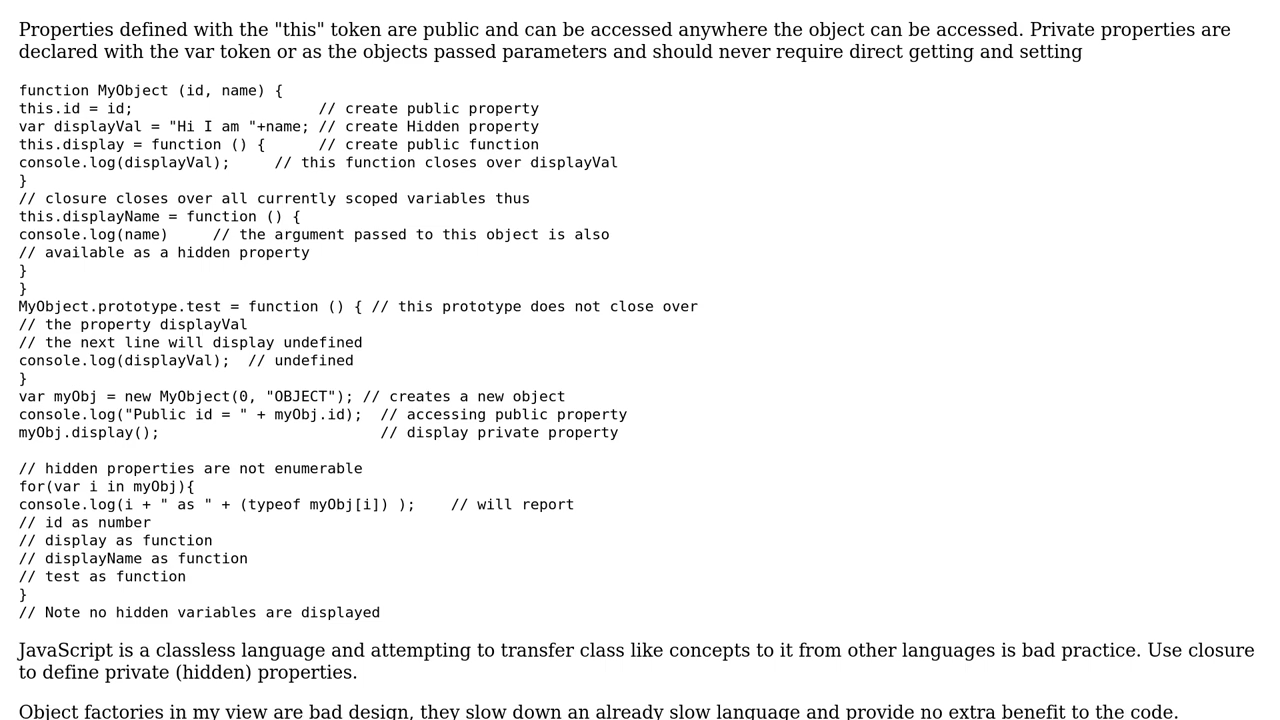 Properties defined with the "this" token are public and can be accessed anywhere the object can be accessed. Private properties are
declared with the var token or as the objects passed parameters and should never require direct getting and setting
function MyObject (id, name) {
this.id = id;                     // create public property
var displayVal = "Hi I am "+name; // create Hidden property
this.display = function () {      // create public function
console.log(displayVal);     // this function closes over displayVal
}
// closure closes over all currently scoped variables thus
this.displayName = function () {
console.log(name)     // the argument passed to this object is also
// available as a hidden property
}
}
MyObject.prototype.test = function () { // this prototype does not close over
// the property displayVal
// the next line will display undefined
console.log(displayVal);  // undefined
}
var myObj = new MyObject(0, "OBJECT"); // creates a new object
console.log("Public id = " + myObj.id);  // accessing public property
myObj.display();                         // display private property
// hidden properties are not enumerable
for(var i in myObj){
console.log(i + " as " + (typeof myObj[i]) );    // will report
// id as number
// display as function
// displayName as function
// test as function
}
// Note no hidden variables are displayed
JavaScript is a classless language and attempting to transfer class like concepts to it from other languages is bad practice. Use closure
to define private (hidden) properties.
Object factories in my view are bad design, they slow down an already slow language and provide no extra benefit to the code.